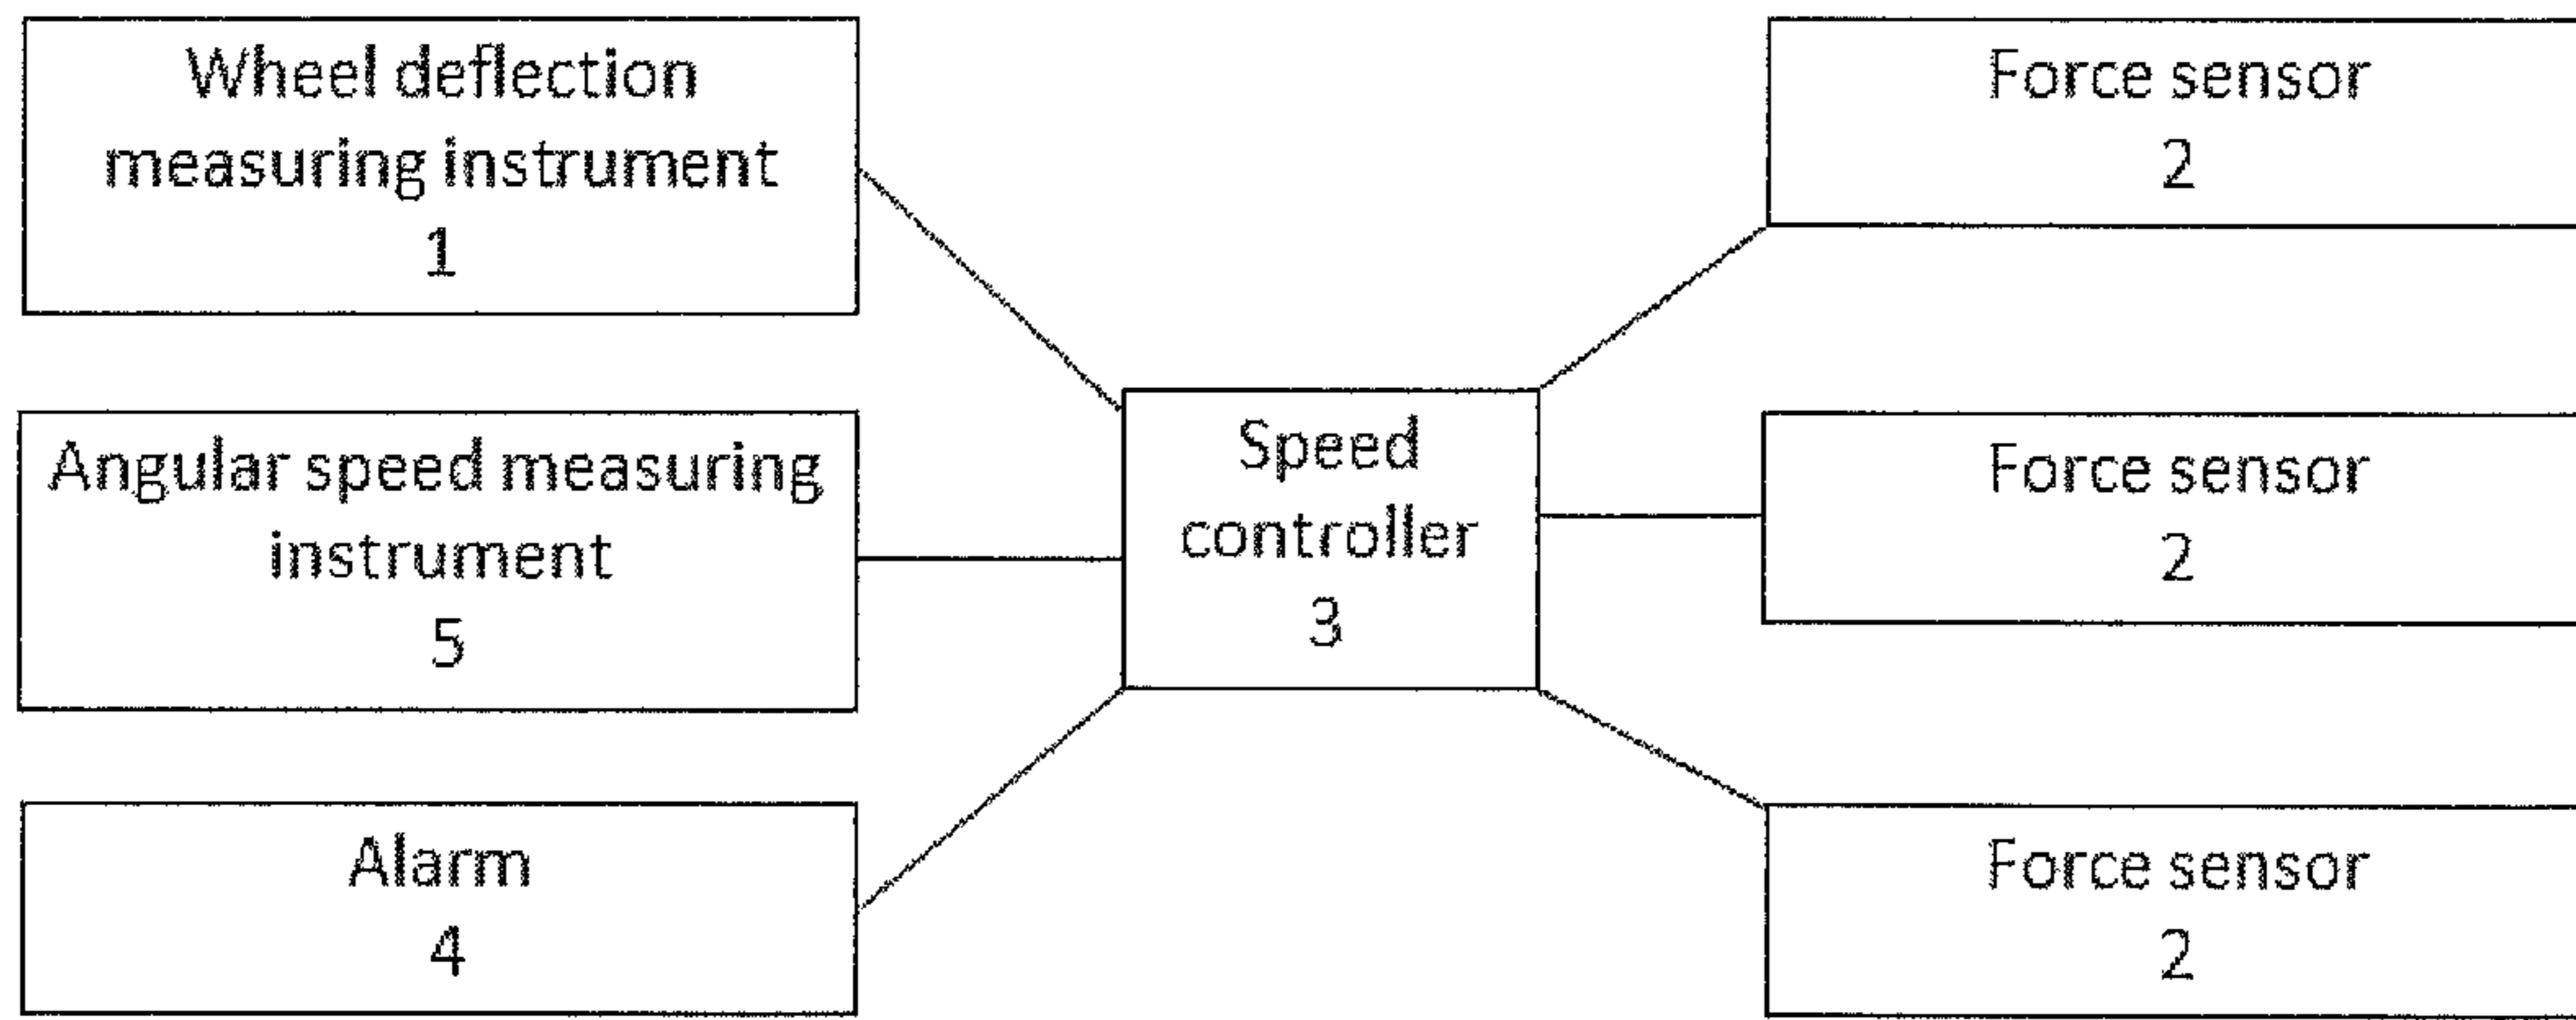 Wheel deflection
measuring instrument
1
Angular speed measuring
instrument
5
Alarm
4
Speed
controller
3
Force sensor
2
Force sensor
2
Force sensor
2